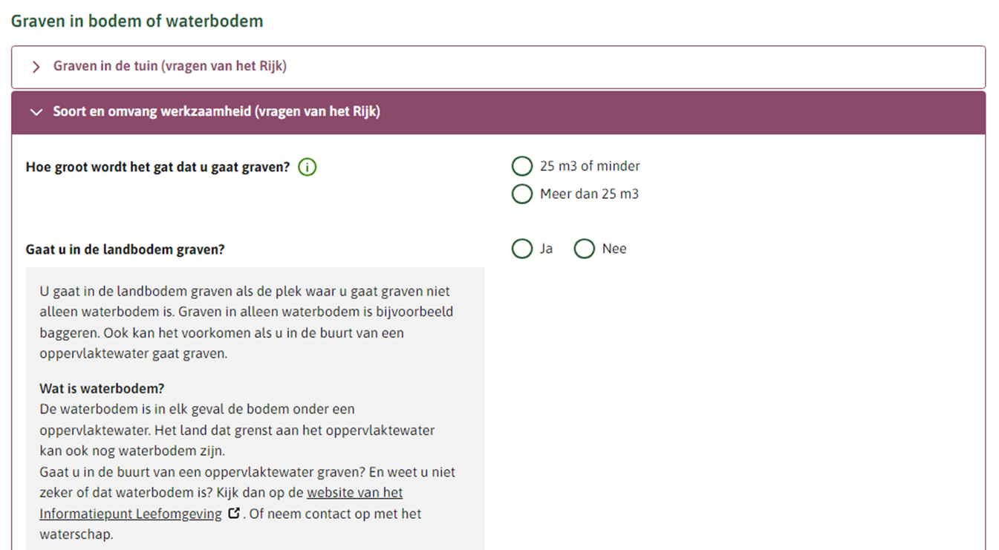 Graven in bodem of waterbodem
Graven in de tuin (vragen van het Rijk)
Soort en omvang werkzaamheid (vragen van het Rijk)
Hoe groot wordt het gat dat u gaat graven?
25 m3 of minder
Meer dan 25 m3
Gaat u in de landbodem graven?
Ja Nee
U gaat in de landbodem graven als de plek waar u gaat graven niet
alleen waterbodem is. Graven in alleen waterbodem is bijvoorbeeld
baggeren. Ook kan het voorkomen als u in de buurt van een
oppervlaktewater gaat graven.
Wat is waterbodem?
De waterbodem is in elk geval de bodem onder een
oppervlaktewater. Het land dat grenst aan het oppervlaktewater
kan ook nog waterbodem zijn.
Gaat u in de buurt van een oppervlaktewater graven? En weet u niet
zeker of dat waterbodem is? Kijk dan op de website van het
Informatiepunt Leefomgeving . Of neem contact op met het
waterschap.